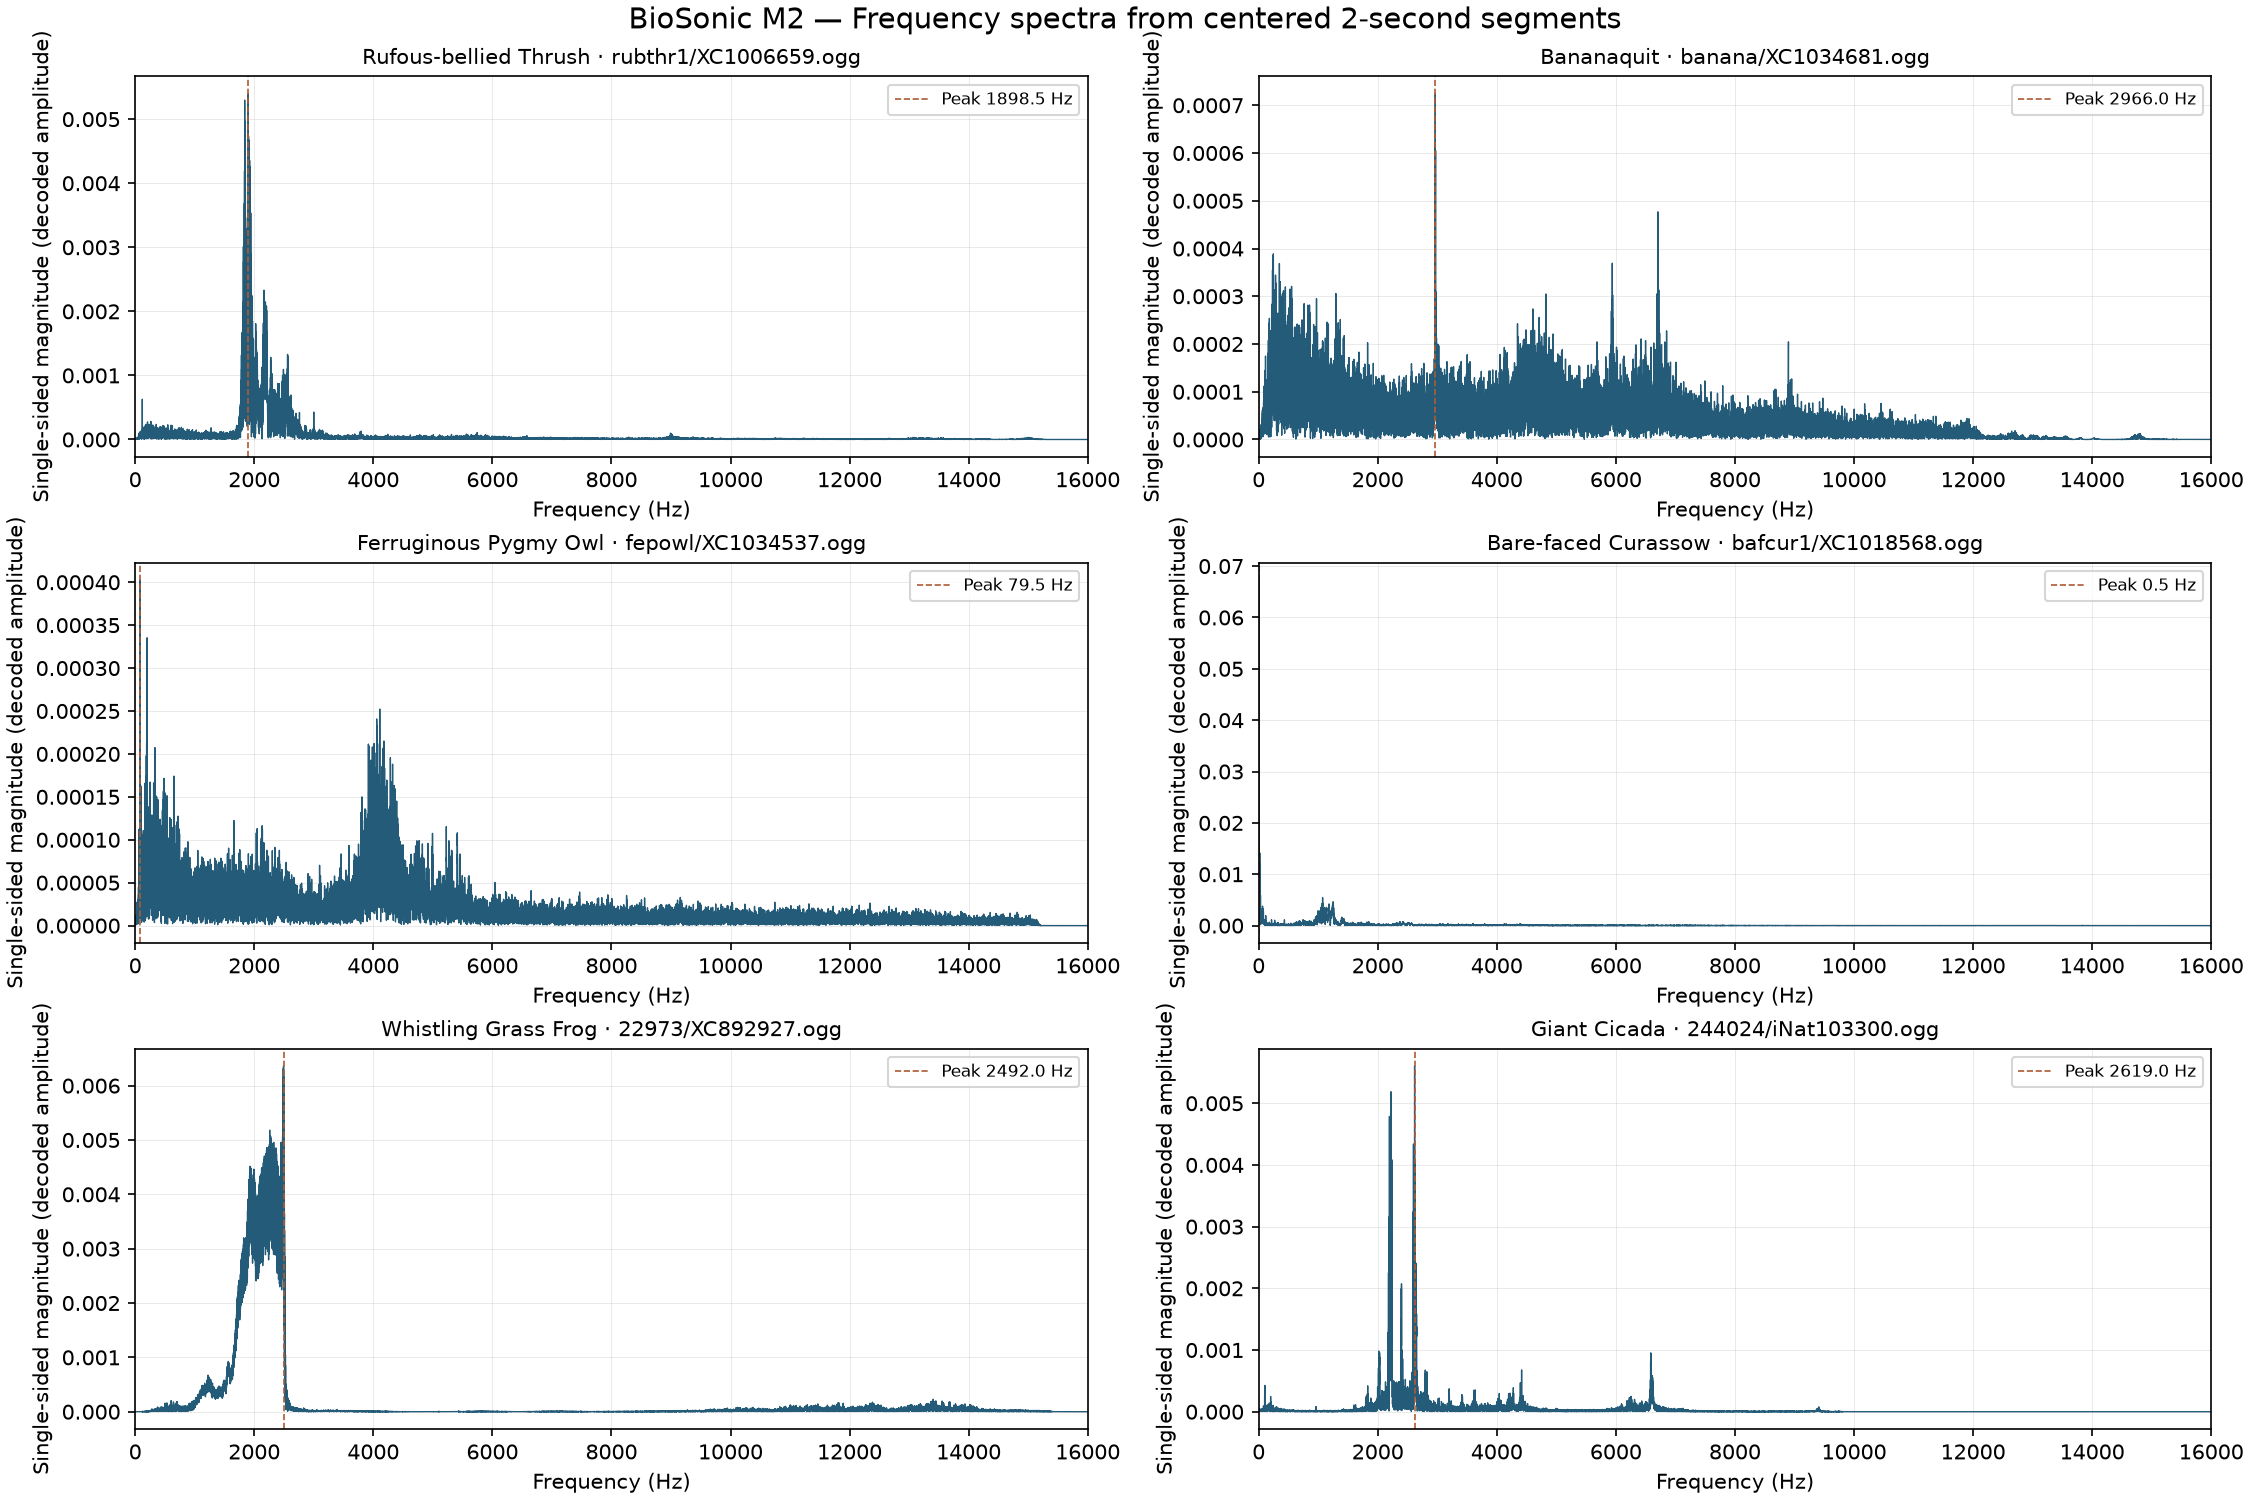 BioSonic M2 — Frequency spectra from centered 2-second segments
Rufous-bellied Thrush · rubthr1/XC1006659.ogg
Peak 1898.5 Hz
Single-sided magnitude (decoded amplitude)
0.005
0.004
0.003
0.002
0.001
0.000
0 2000 4000 6000 8000 10000 12000 14000 16000
Frequency (Hz)
Bananaquit · banana/XC1034681.ogg
Peak 2966.0 Hz
Single-sided magnitude (decoded amplitude)
0.0007
0.0006
0.0005
0.0004
0.0003
0.0002
0.0001
0.0000
0 2000 4000 6000 8000 10000 12000 14000 16000
Frequency (Hz)
Ferruginous Pygmy Owl · fepowl/XC1034537.ogg
Peak 79.5 Hz
Single-sided magnitude (decoded amplitude)
0.00040
0.00035
0.00030
0.00025
0.00020
0.00015
0.00010
0.00005
0.00000
0 2000 4000 6000 8000 10000 12000 14000 16000
Frequency (Hz)
Bare-faced Curassow · bafcur1/XC1018568.ogg
Peak 0.5 Hz
Single-sided magnitude (decoded amplitude)
0.07
0.06
0.05
0.04
0.03
0.02
0.01
0.00
0 2000 4000 6000 8000 10000 12000 14000 16000
Frequency (Hz)
Whistling Grass Frog · 22973/XC892927.ogg
Peak 2492.0 Hz
Single-sided magnitude (decoded amplitude)
0.006
0.005
0.004
0.003
0.002
0.001
0.000
0 2000 4000 6000 8000 10000 12000 14000 16000
Frequency (Hz)
Giant Cicada · 244024/iNat103300.ogg
Peak 2619.0 Hz
Single-sided magnitude (decoded amplitude)
0.005
0.004
0.003
0.002
0.001
0.000
0 2000 4000 6000 8000 10000 12000 14000 16000
Frequency (Hz)